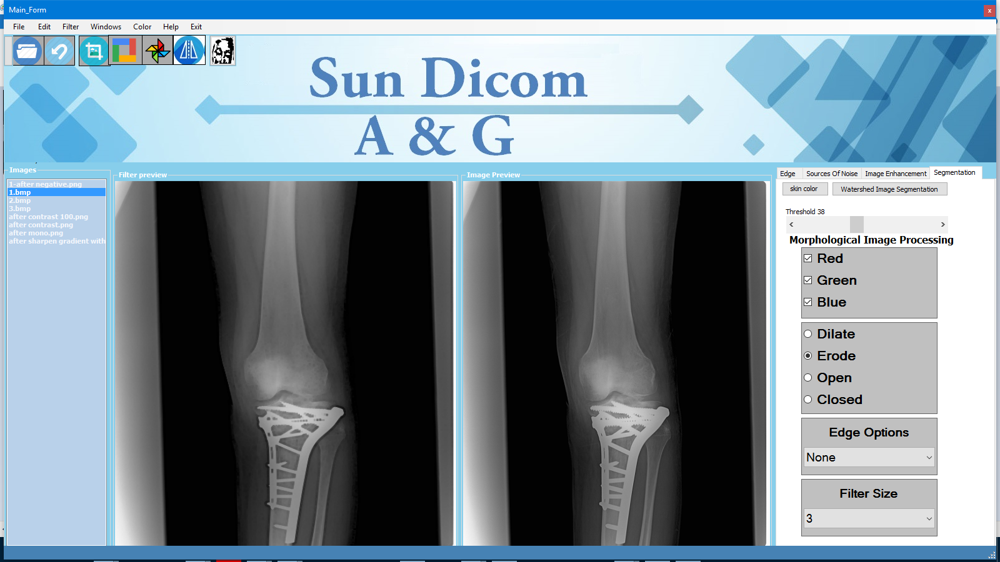 Main_Form
File Edit Filter Windows Color Help Exit
Sun Dicom
A & G
Images
1-after negative.png
1.bmp
2.bmp
3.bmp
after contrast 100.png
after contrast.png
after mono.png
after sharpen gradient with
Filter preview
Image Preview
Edge Sources Of Noise Image Enhancement Segmentation
skin color Watershed Image Segmentation
Threshold 38
Morphological Image Processing
Red
Green
Blue
Dilate
Erode
Open
Closed
Edge Options
None
Filter Size
3